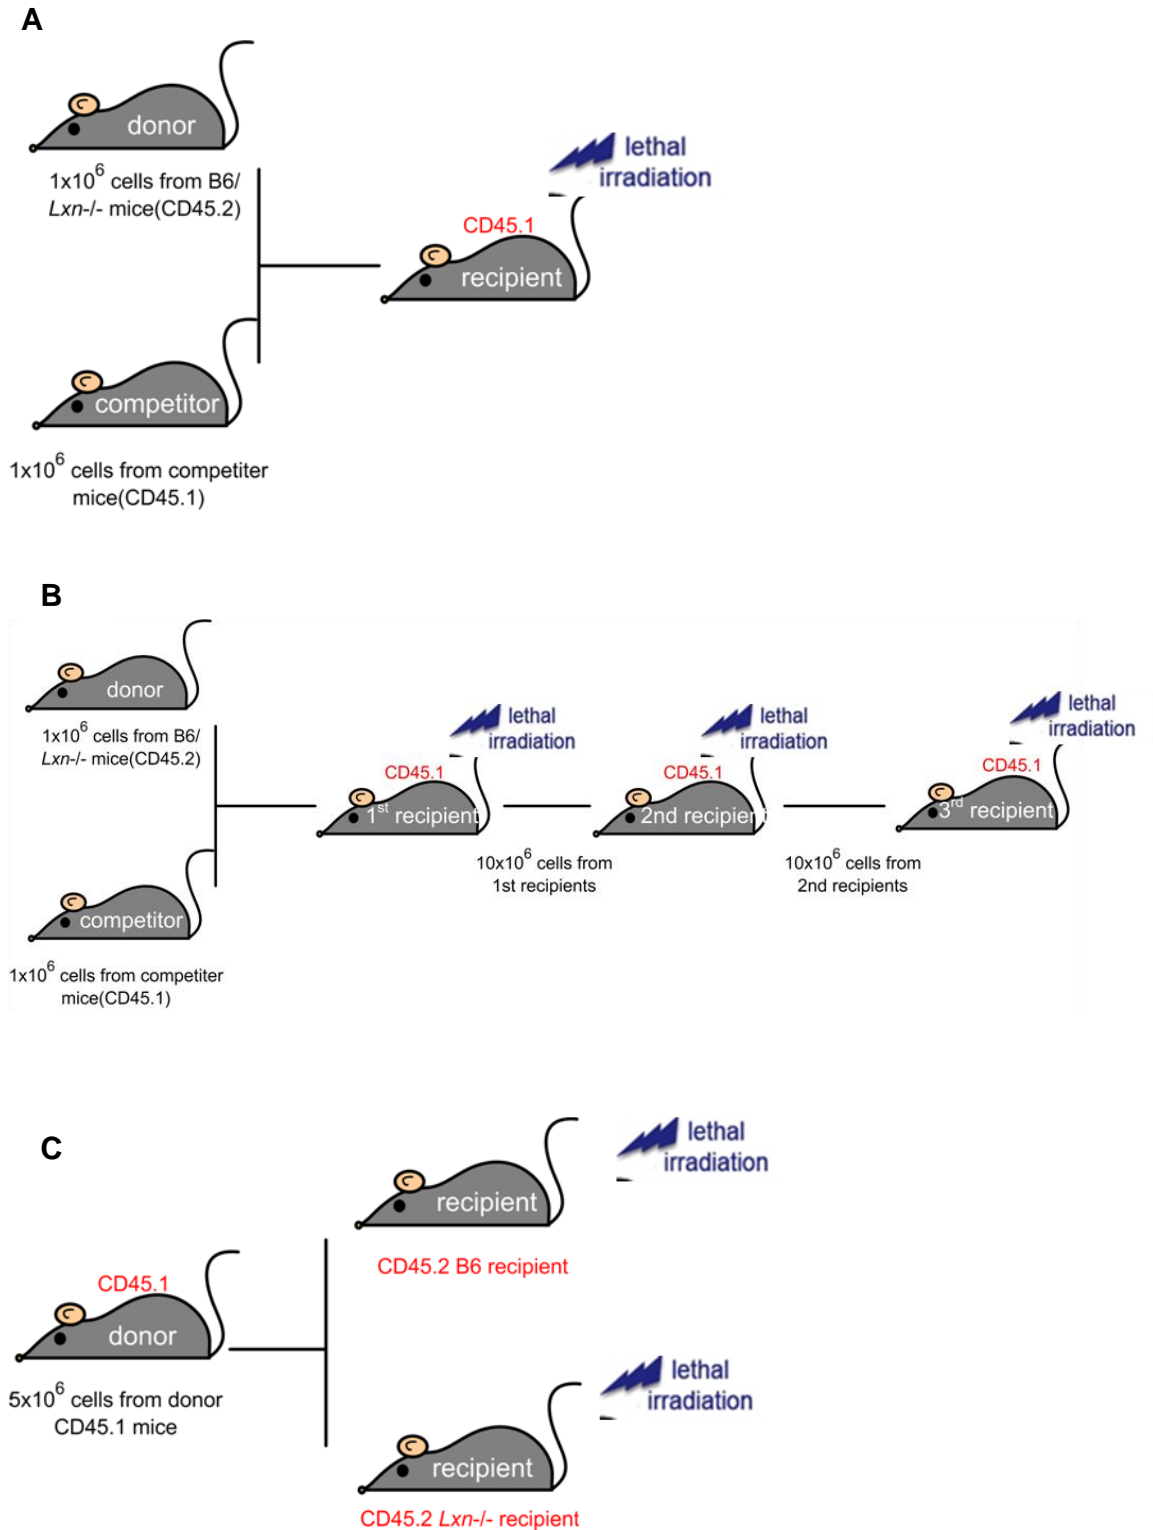 A
donor
1x10⁶ cells from B6/
Lxn-/- mice(CD45.2)
lethal
irradiation
CD45.1
recipient
competitor
1x10⁶ cells from competiter
mice(CD45.1)
B
donor
1x10⁶ cells from B6/
Lxn-/- mice(CD45.2)
lethal
irradiation
CD45.1
1st recipient
lethal
irradiation
CD45.1
2nd recipient
lethal
irradiation
CD45.1
3rd recipient
10x10⁶ cells from
1st recipients
10x10⁶ cells from
2nd recipients
competitor
1x10⁶ cells from competiter
mice(CD45.1)
C
lethal
irradiation
recipient
CD45.2 B6 recipient
CD45.1
donor
5x10⁶ cells from donor
CD45.1 mice
lethal
irradiation
recipient
CD45.2 Lxn-/- recipient